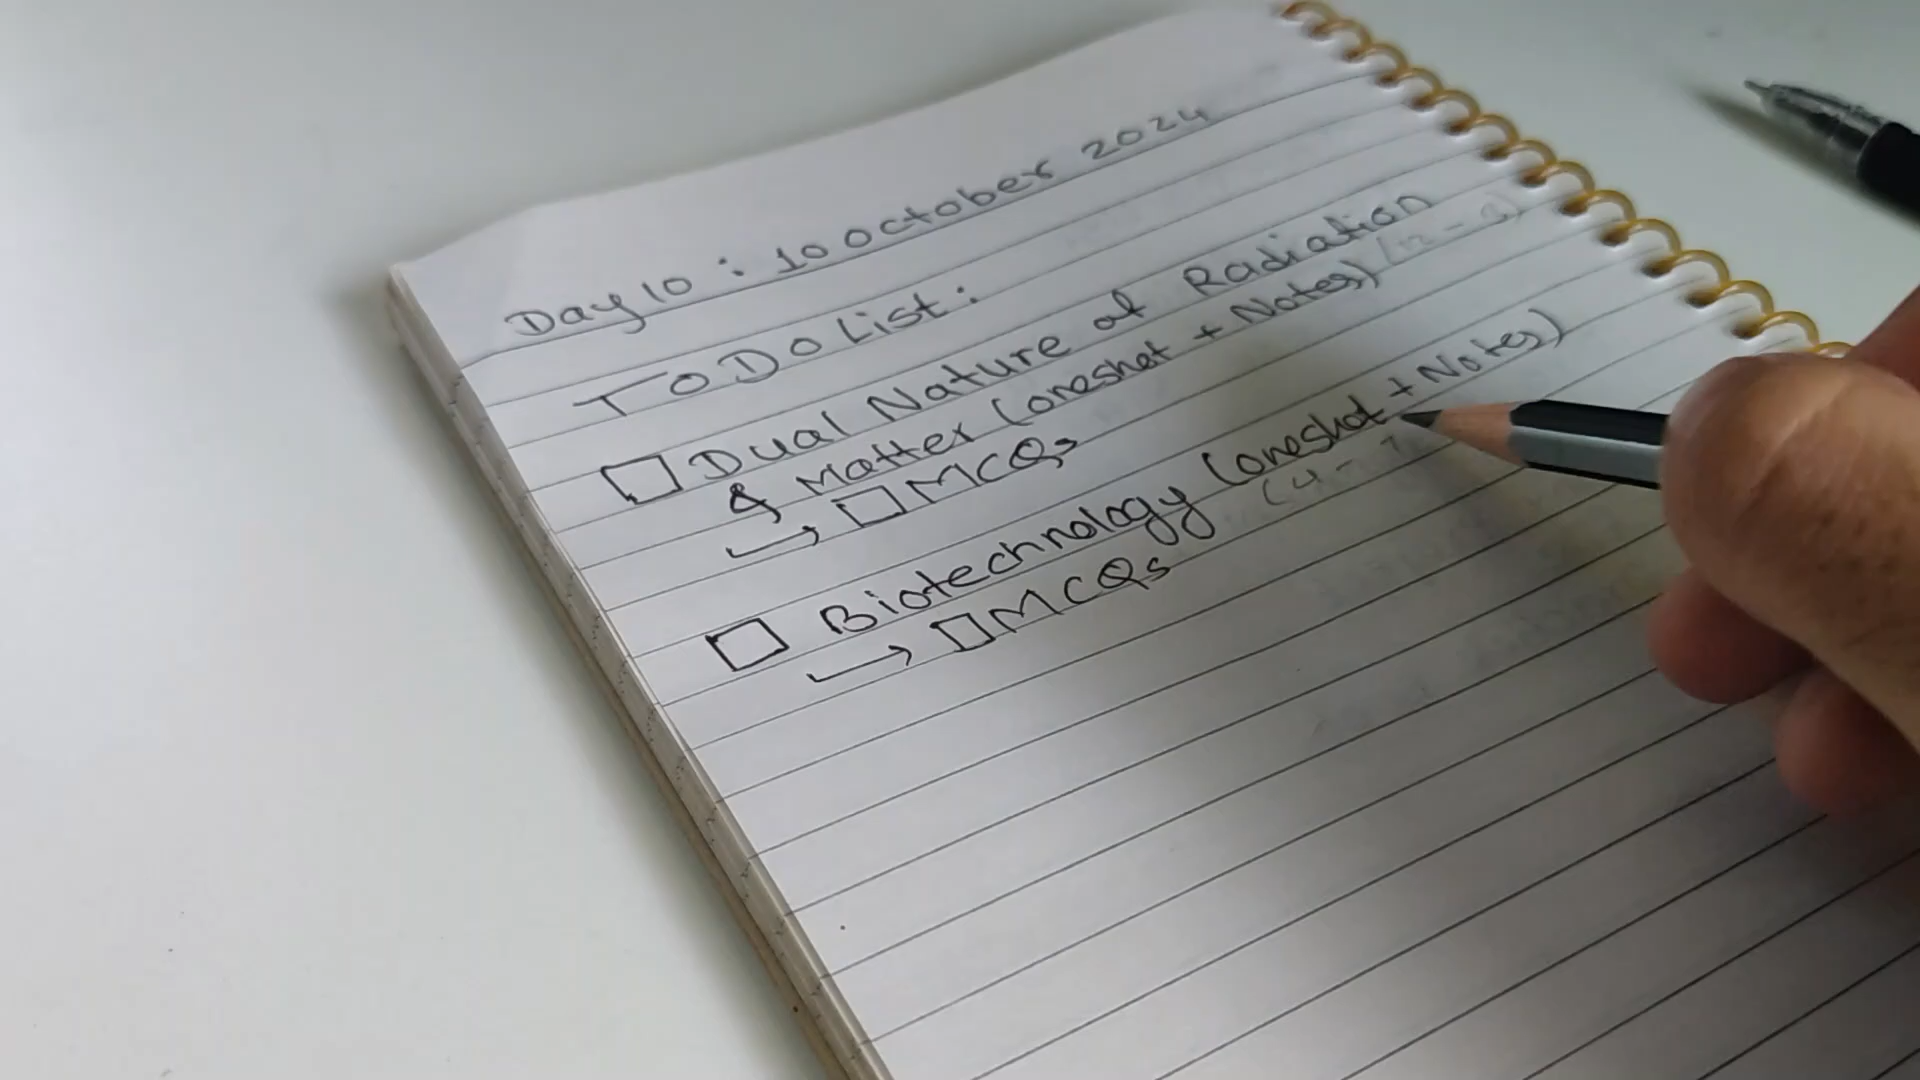 Day 10 : 10 October 2024
To Do List :
Dual Nature of Radiation
& Matter (oneshot + Notes)
→ MCQs
Biotechnology (oneshot + Notes)
→ MCQs